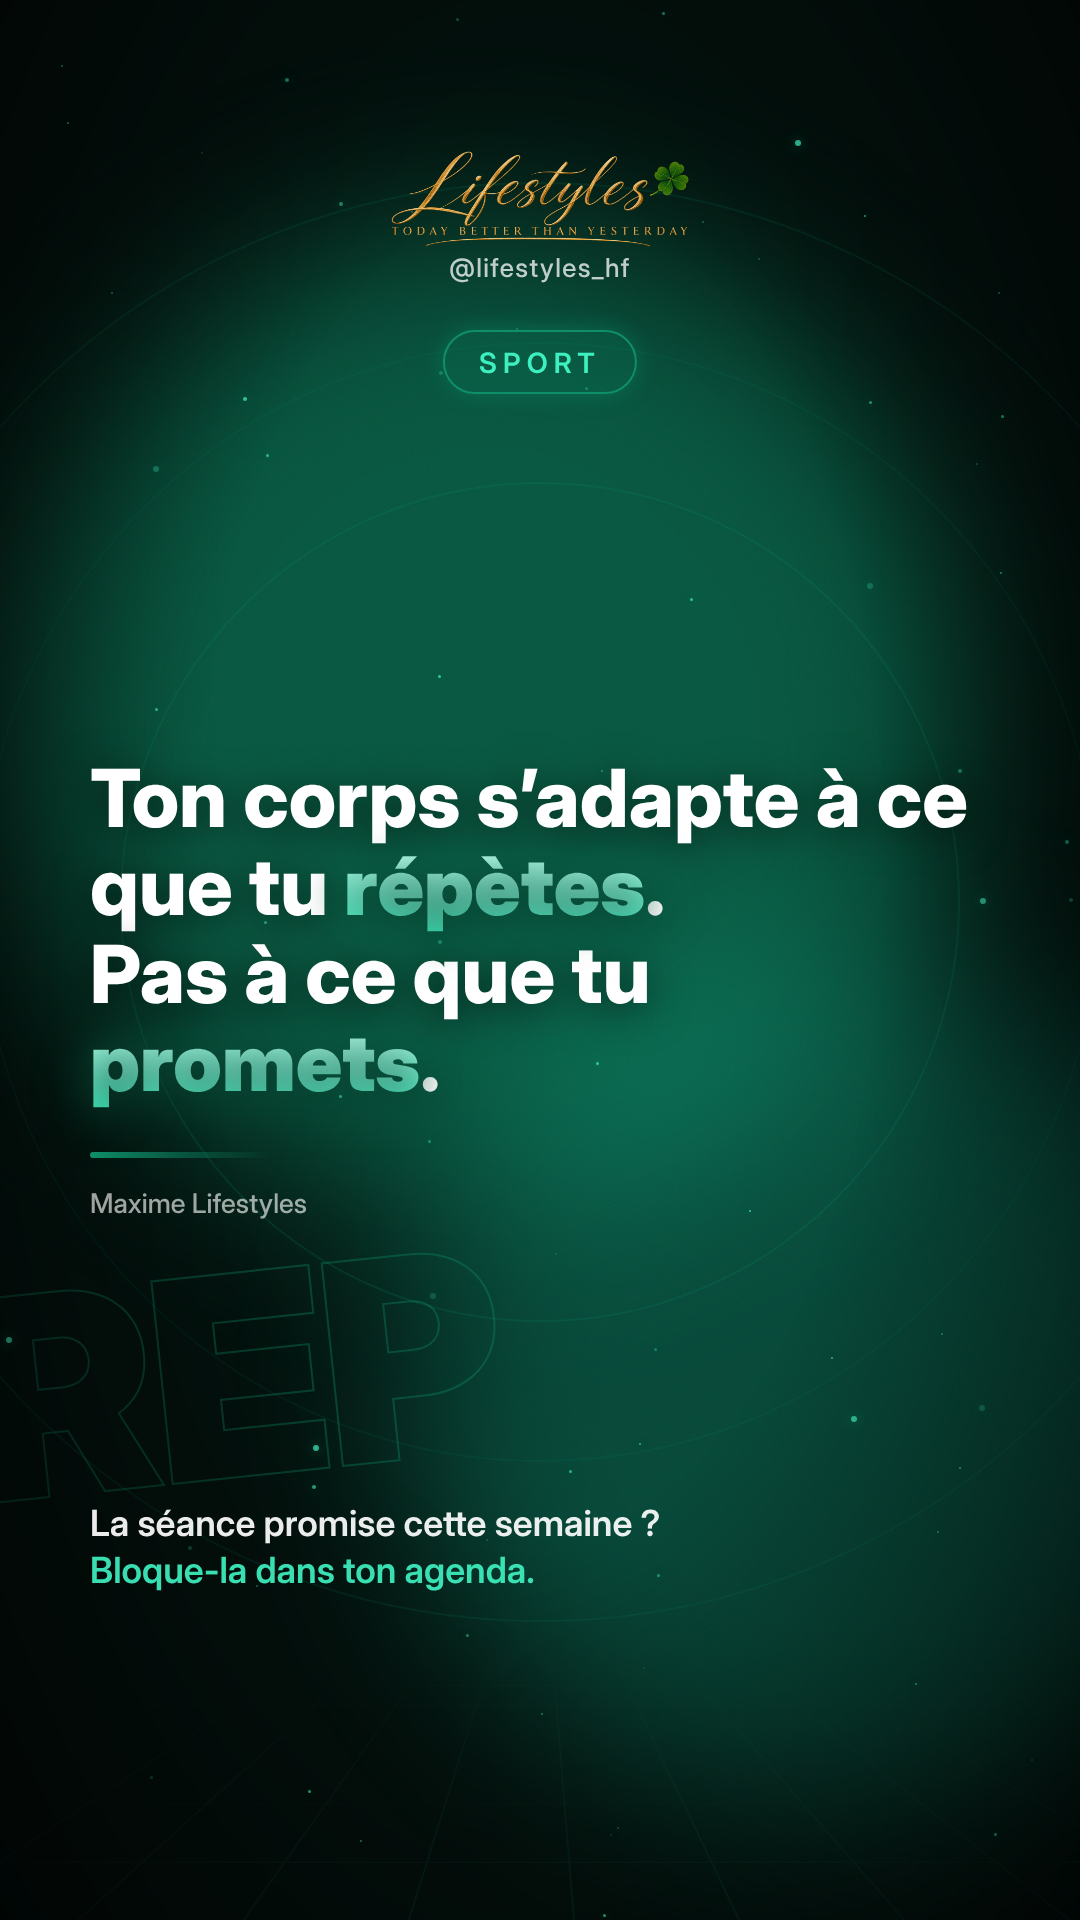 Lifestyles
TODAY BETTER THAN YESTERDAY
@lifestyles_hf
SPORT
Ton corps s’adapte à ce
que tu répètes.
Pas à ce que tu
promets.
Maxime Lifestyles
REP
La séance promise cette semaine ?
Bloque-la dans ton agenda.